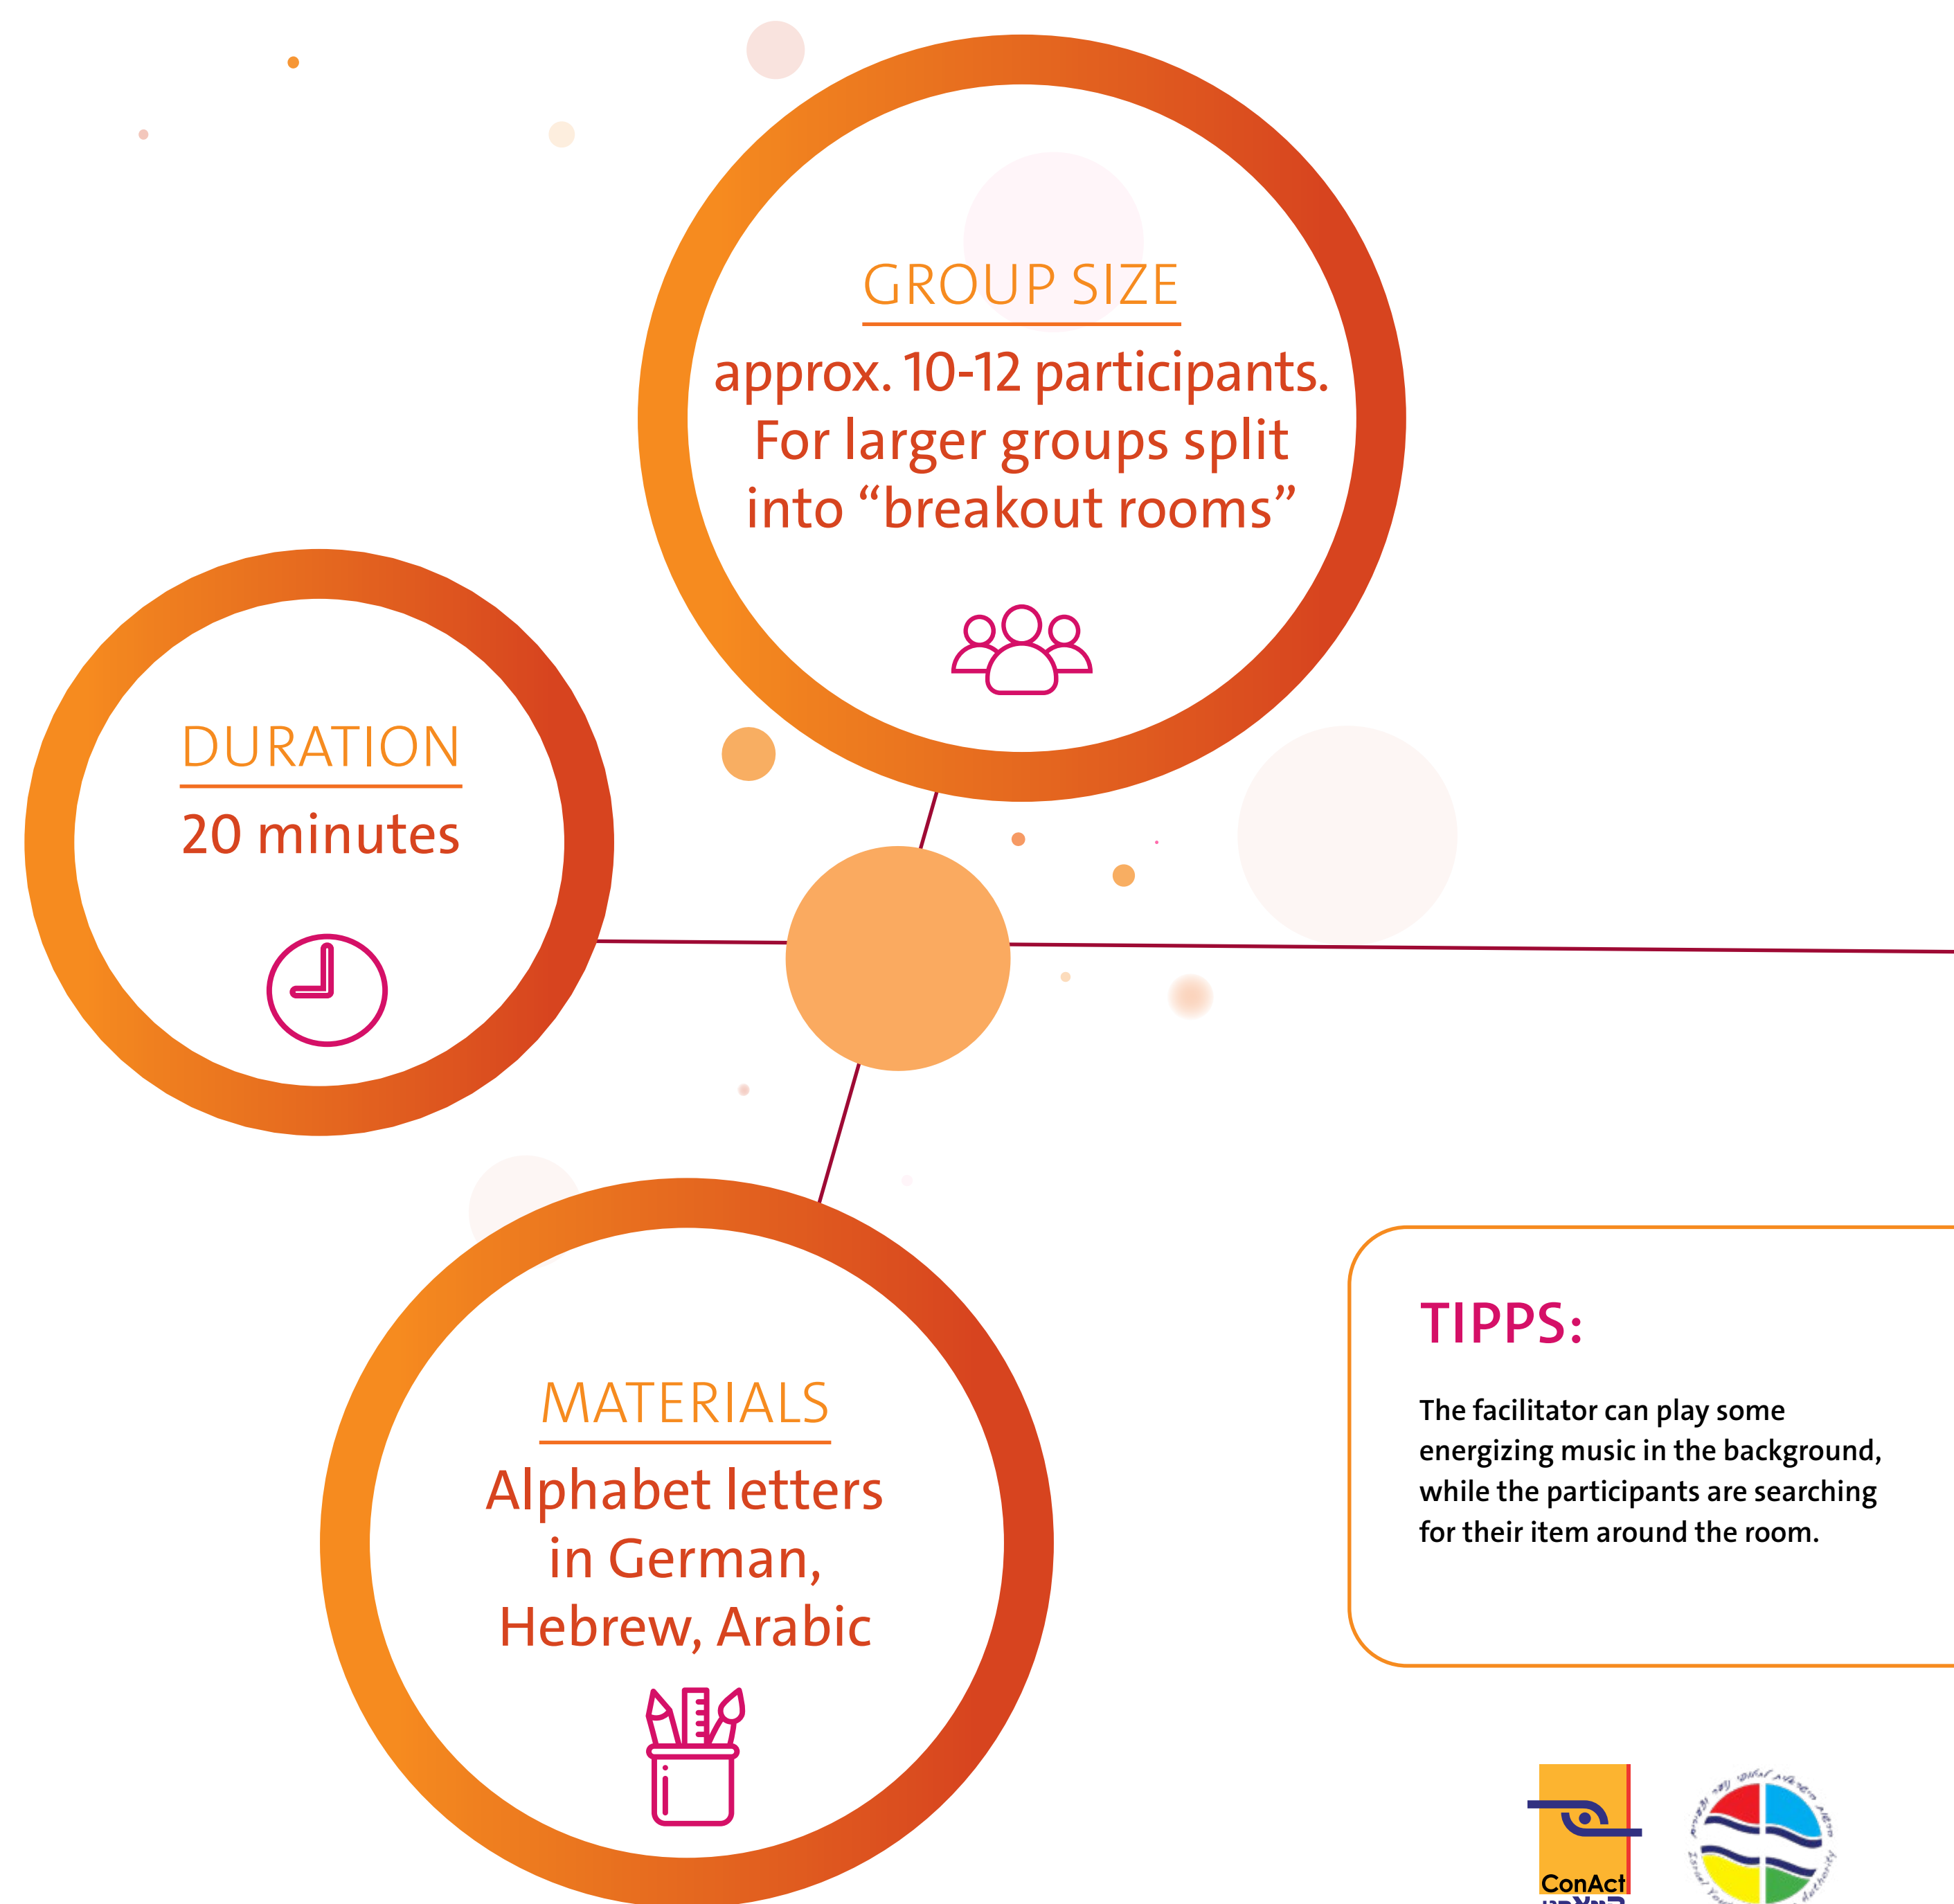 GROUP SIZE
approx. 10-12 participants.
For larger groups split
into “breakout rooms”
DURATION
20 minutes
MATERIALS
Alphabet letters
in German,
Hebrew, Arabic
TIPPS:
The facilitator can play some
energizing music in the background,
while the participants are searching
for their item around the room.
ConAct